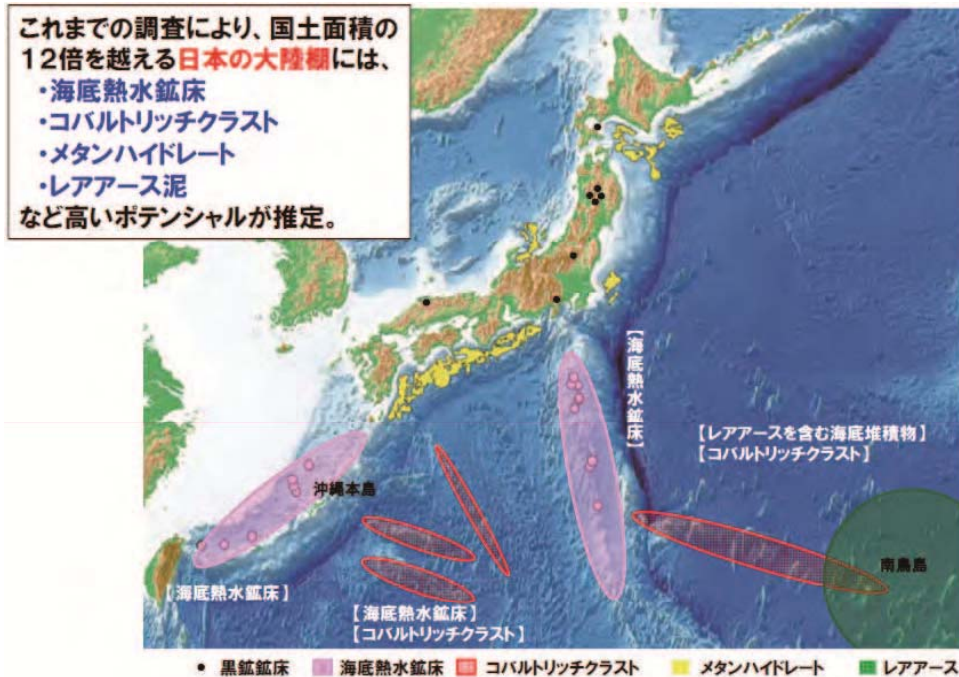 これまでの調査により、国土面積の
12倍を越える日本の大陸棚には、
・海底熱水鉱床
・コバルトリッチクラスト
・メタンハイドレート
・レアアース泥
など高いポテンシャルが推定。
【海底熱水鉱床】
【レアアースを含む海底堆積物】
【コバルトリッチクラスト】
沖縄本島
南鳥島
【海底熱水鉱床】
【海底熱水鉱床】
【コバルトリッチクラスト】
黒鉱鉱床 海底熱水鉱床 コバルトリッチクラスト メタンハイドレート レアアース